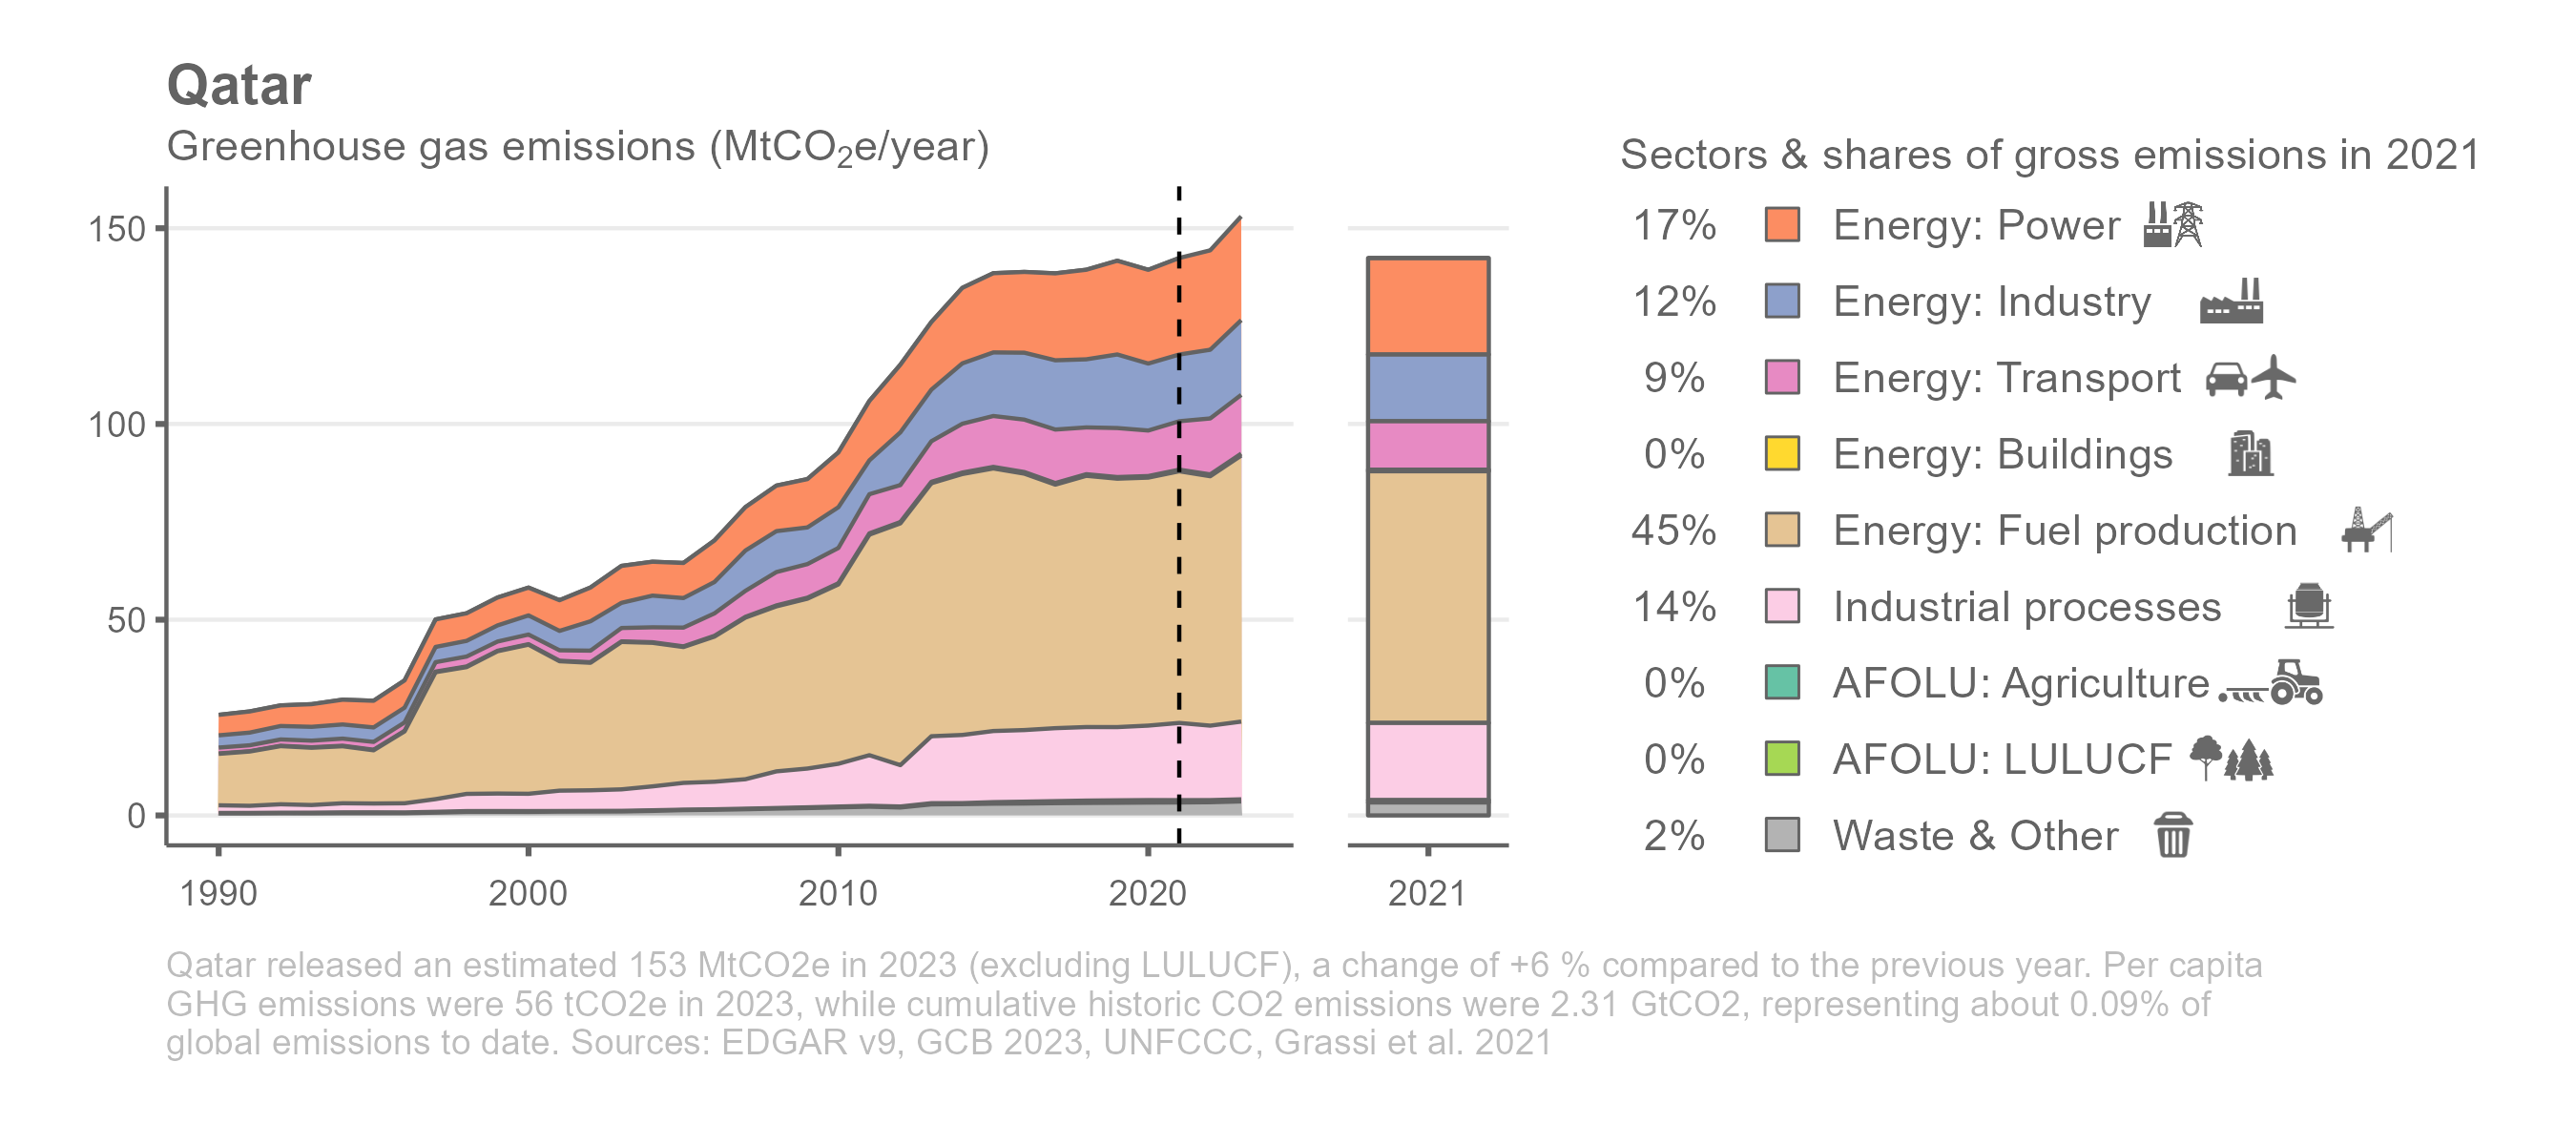 Qatar
Greenhouse gas emissions (MtCO₂e/year)
150
100
50
0
1990 2000 2010 2020
2021
Sectors & shares of gross emissions in 2021
17% Energy: Power
12% Energy: Industry
9% Energy: Transport
0% Energy: Buildings
45% Energy: Fuel production
14% Industrial processes
0% AFOLU: Agriculture
0% AFOLU: LULUCF
2% Waste & Other
Qatar released an estimated 153 MtCO2e in 2023 (excluding LULUCF), a change of +6 % compared to the previous year. Per capita
GHG emissions were 56 tCO2e in 2023, while cumulative historic CO2 emissions were 2.31 GtCO2, representing about 0.09% of
global emissions to date. Sources: EDGAR v9, GCB 2023, UNFCCC, Grassi et al. 2021